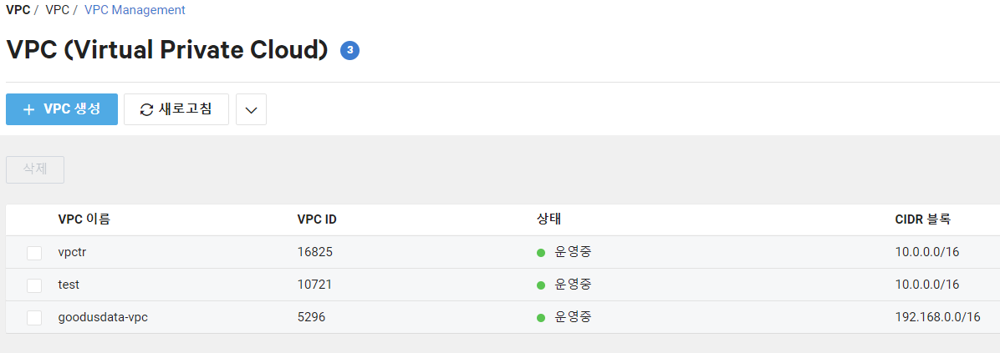 VPC / VPC / VPC Management
VPC (Virtual Private Cloud) 3
+ VPC 생성 새로고침
삭제
VPC 이름 VPC ID 상태 CIDR 블록
vpctr 16825 운영중 10.0.0.0/16
test 10721 운영중 10.0.0.0/16
goodusdata-vpc 5296 운영중 192.168.0.0/16